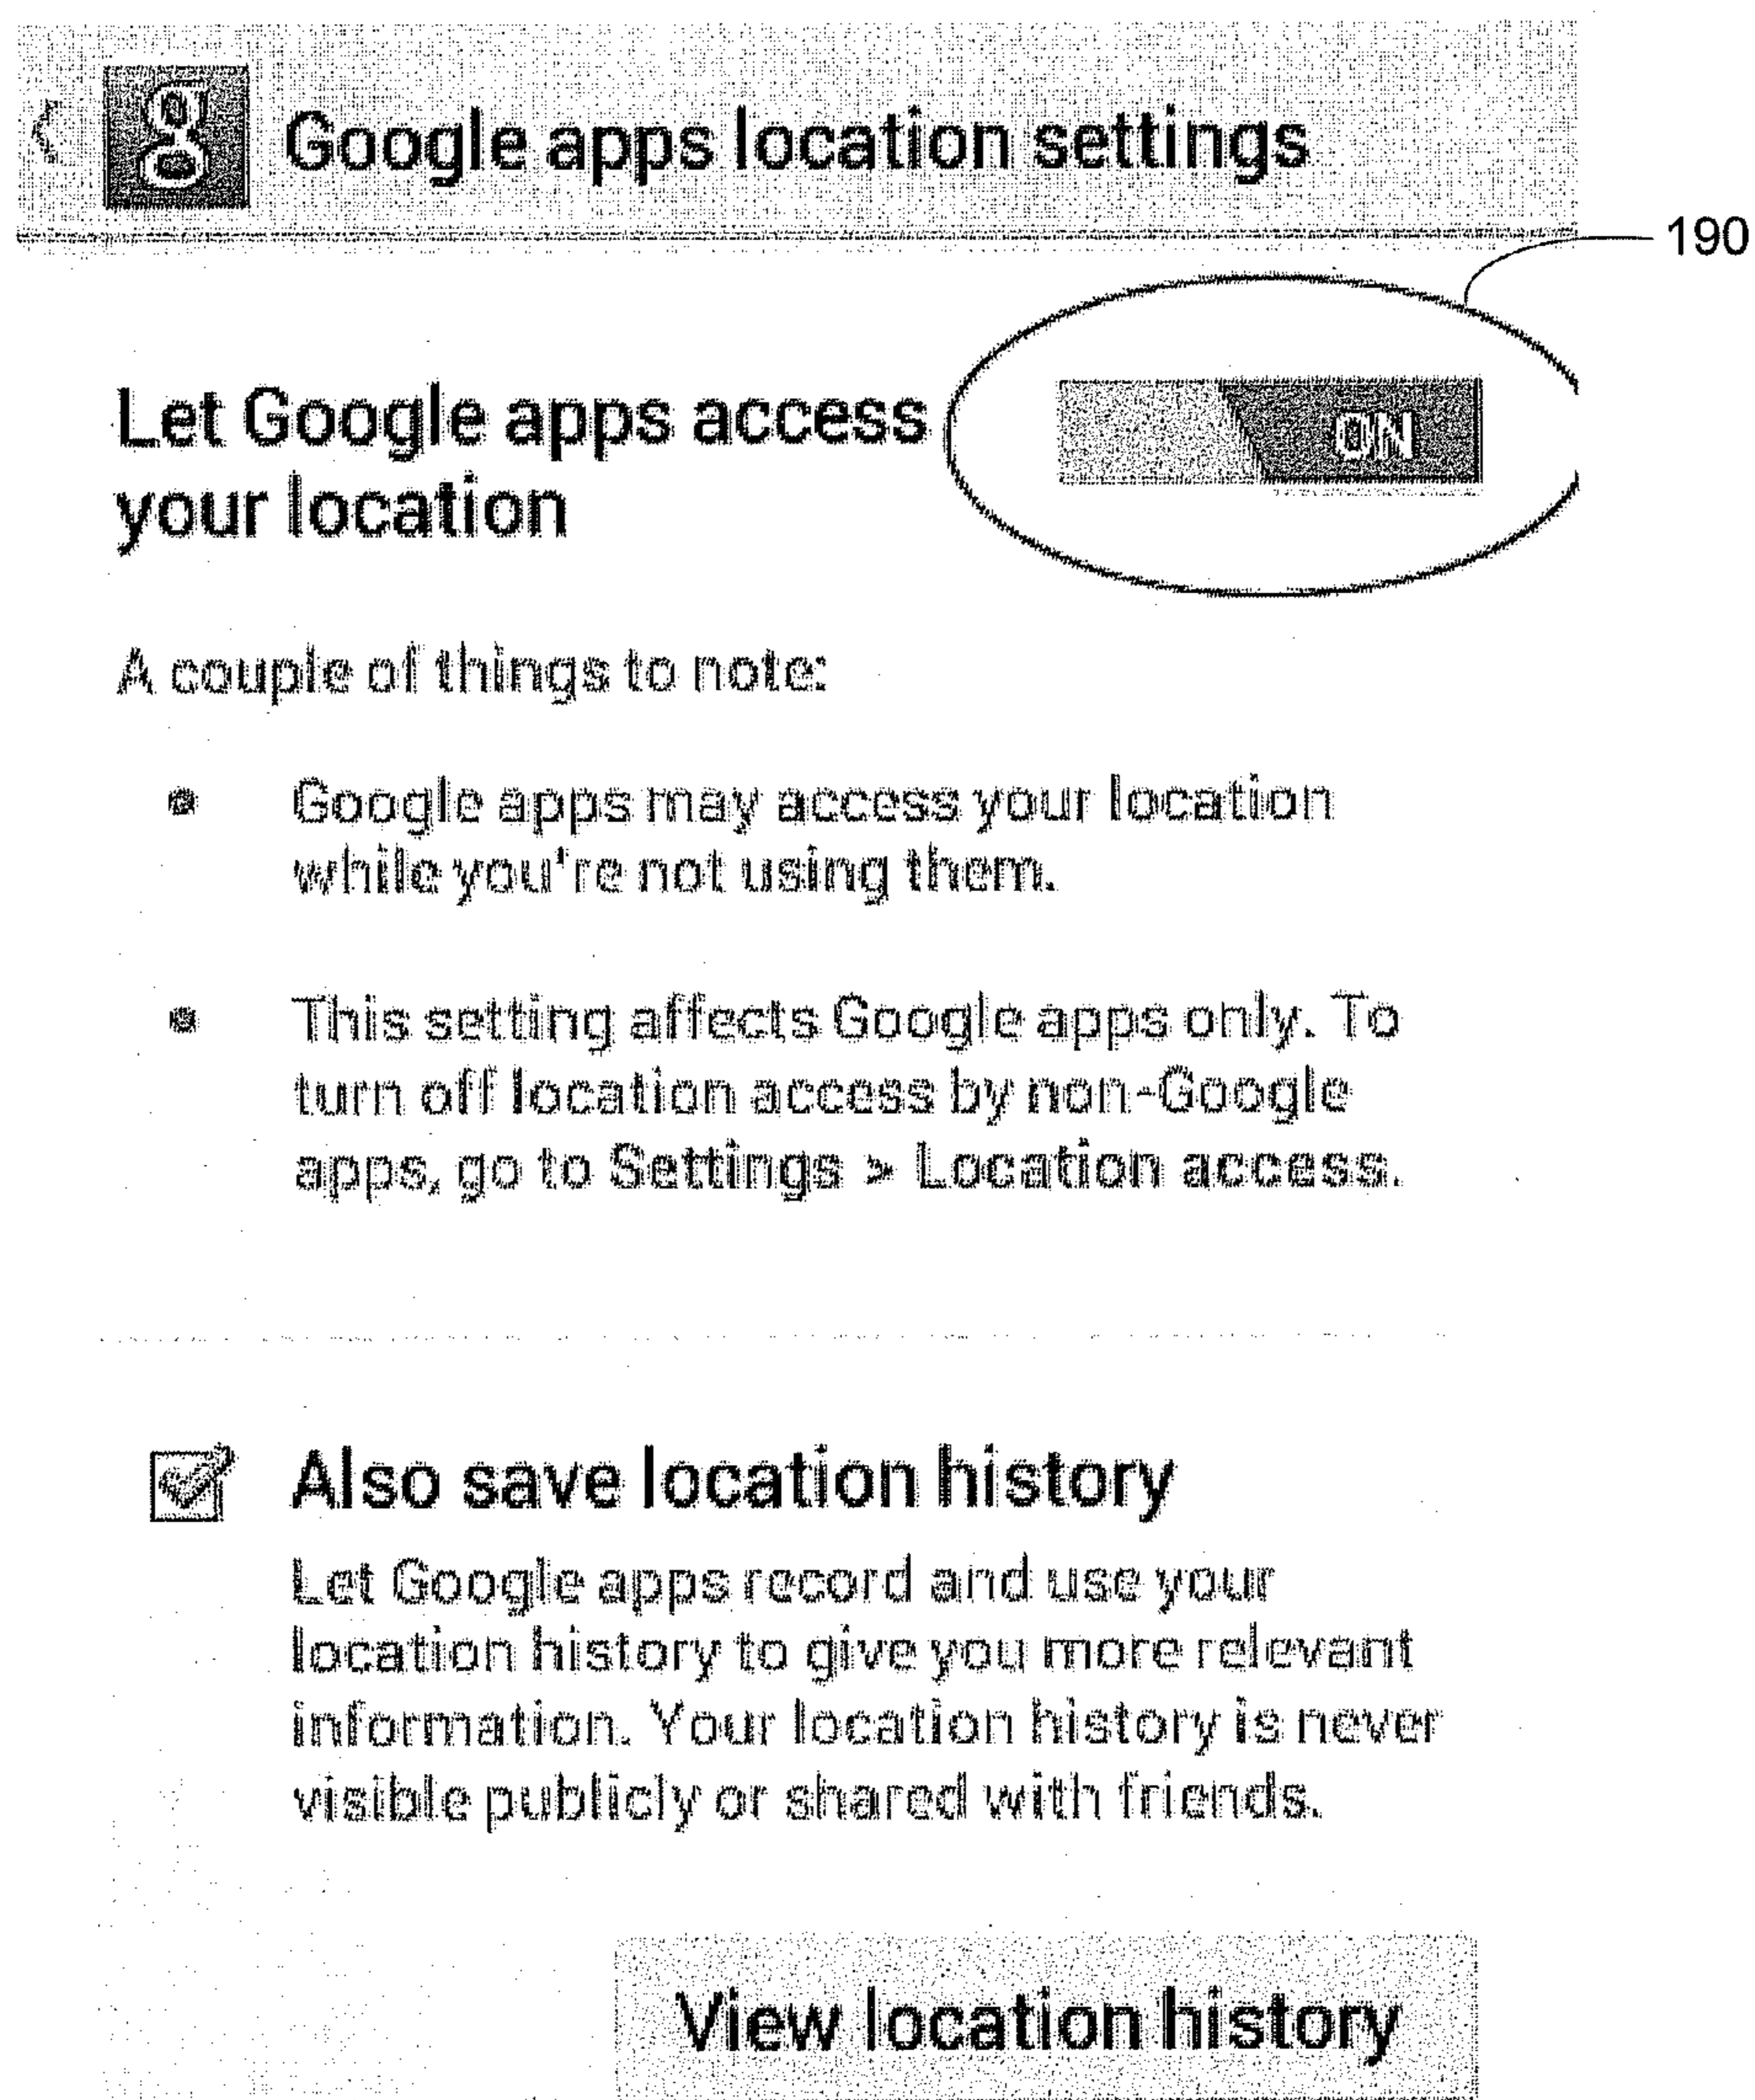 g Google apps location settings
190
Let Google apps access
your location
ON
A couple of things to note:
• Google apps may access your location
while you're not using them.
• This setting affects Google apps only. To
turn off location access by non-Google
apps, go to Settings > Location access.
Also save location history
Let Google apps record and use your
location history to give you more relevant
information. Your location history is never
visible publicly or shared with friends.
View location history